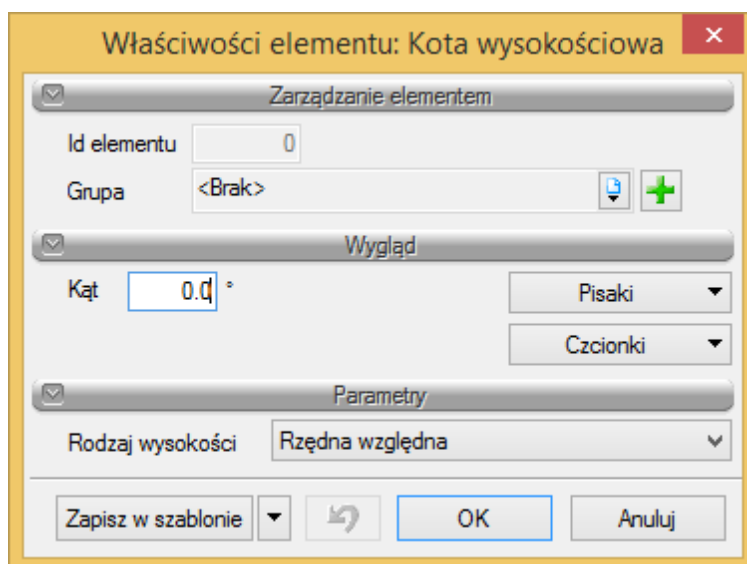 Właściwości elementu: Kota wysokościowa
Zarządzanie elementem
Id elementu 0
Grupa <Brak>
Wygląd
Kąt 0.0 °
Pisaki
Czcionki
Parametry
Rodzaj wysokości Rzędna względna
Zapisz w szablonie OK Anuluj